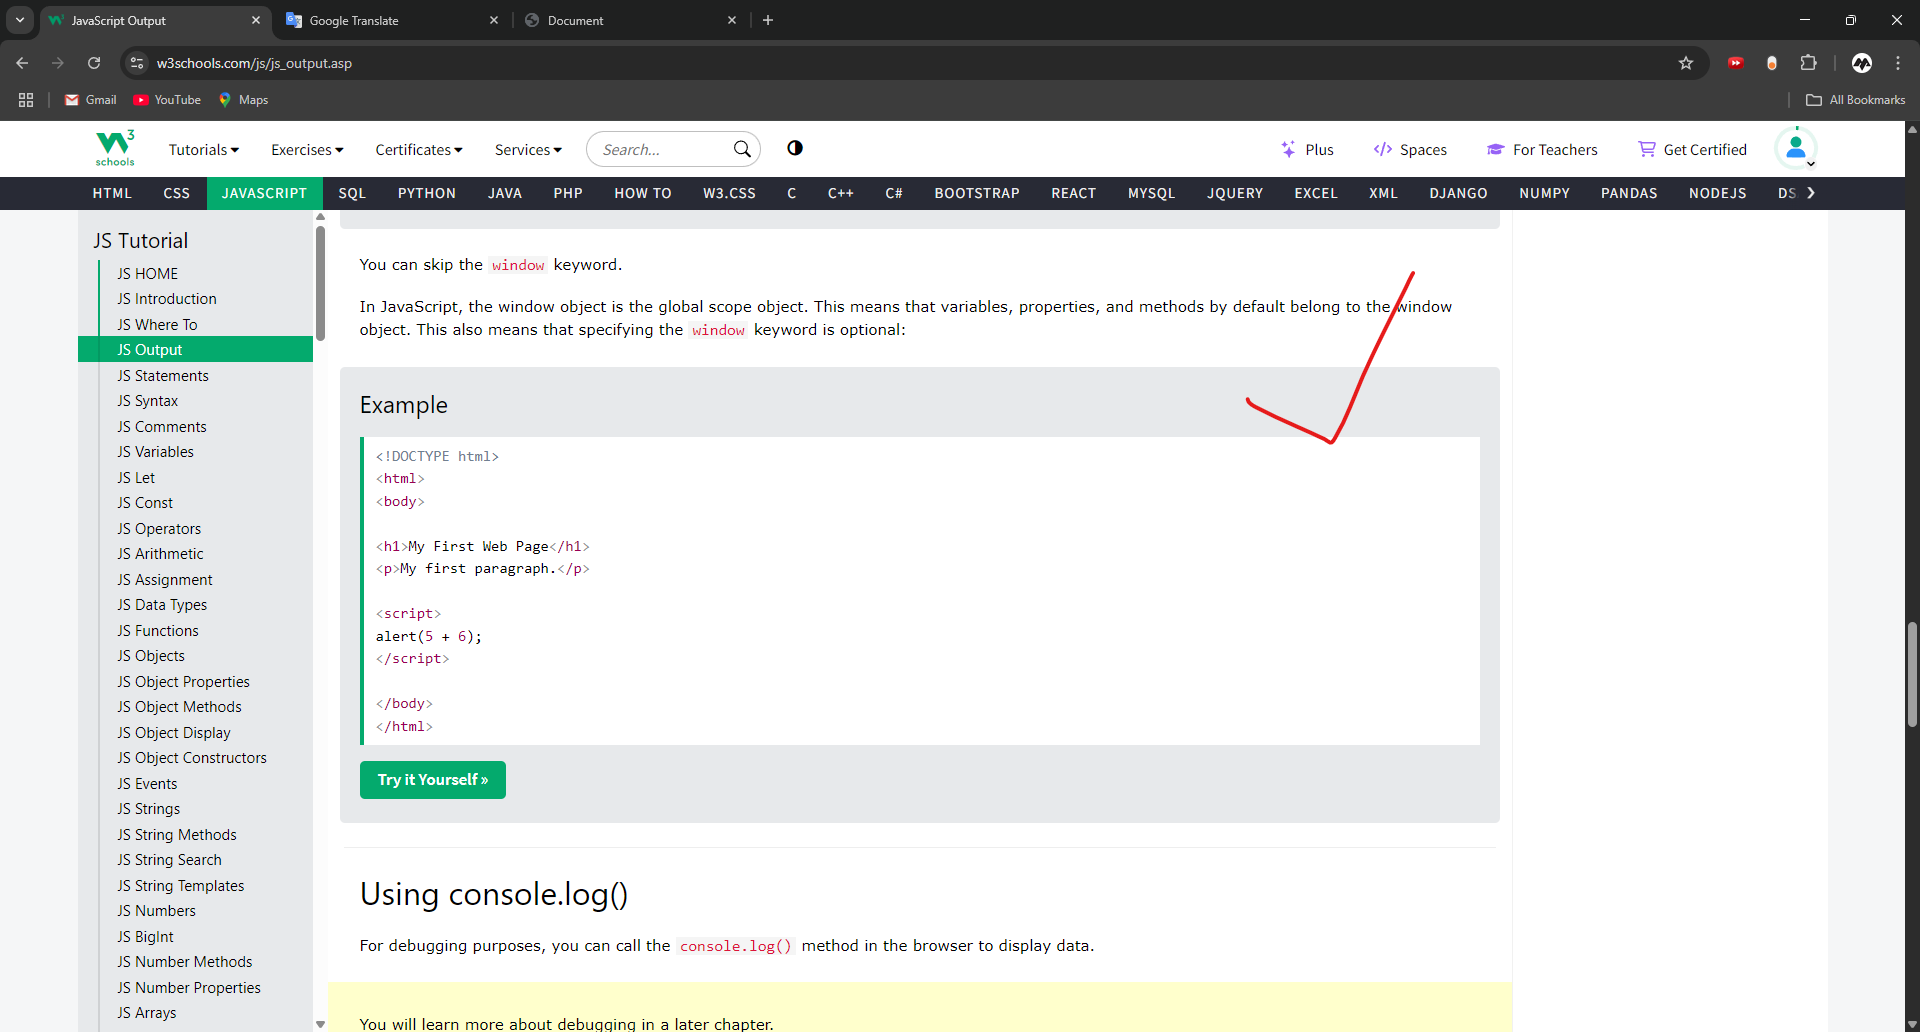 JavaScript Output
Google Translate
Document
w3schools.com/js/js_output.asp
Gmail
YouTube
Maps
All Bookmarks
W3
schools
Tutorials
Exercises
Certificates
Services
Search...
Plus
Spaces
For Teachers
Get Certified
HTML CSS JAVASCRIPT SQL PYTHON JAVA PHP HOW TO W3.CSS C C++ C# BOOTSTRAP REACT MYSQL JQUERY EXCEL XML DJANGO NUMPY PANDAS NODEJS DS
JS Tutorial
JS HOME
JS Introduction
JS Where To
JS Output
JS Statements
JS Syntax
JS Comments
JS Variables
JS Let
JS Const
JS Operators
JS Arithmetic
JS Assignment
JS Data Types
JS Functions
JS Objects
JS Object Properties
JS Object Methods
JS Object Display
JS Object Constructors
JS Events
JS Strings
JS String Methods
JS String Search
JS String Templates
JS Numbers
JS BigInt
JS Number Methods
JS Number Properties
JS Arrays
You can skip the window keyword.
In JavaScript, the window object is the global scope object. This means that variables, properties, and methods by default belong to the window
object. This also means that specifying the window keyword is optional:
Example
<!DOCTYPE html>
<html>
<body>
<h1>My First Web Page</h1>
<p>My first paragraph.</p>
<script>
alert(5 + 6);
</script>
</body>
</html>
Try it Yourself »
Using console.log()
For debugging purposes, you can call the console.log() method in the browser to display data.
You will learn more about debugging in a later chapter.